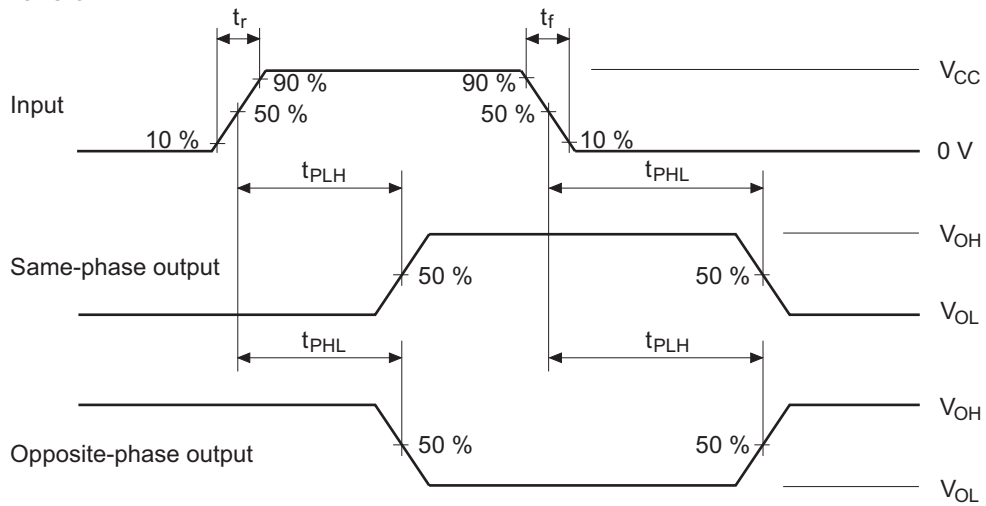 tr tf
90 % 90 % VCC
Input 50 % 50 %
10 % 10 % 0 V
tPLH tPHL
VOH
Same-phase output 50 % 50 %
VOL
tPHL tPLH
VOH
Opposite-phase output 50 % 50 %
VOL